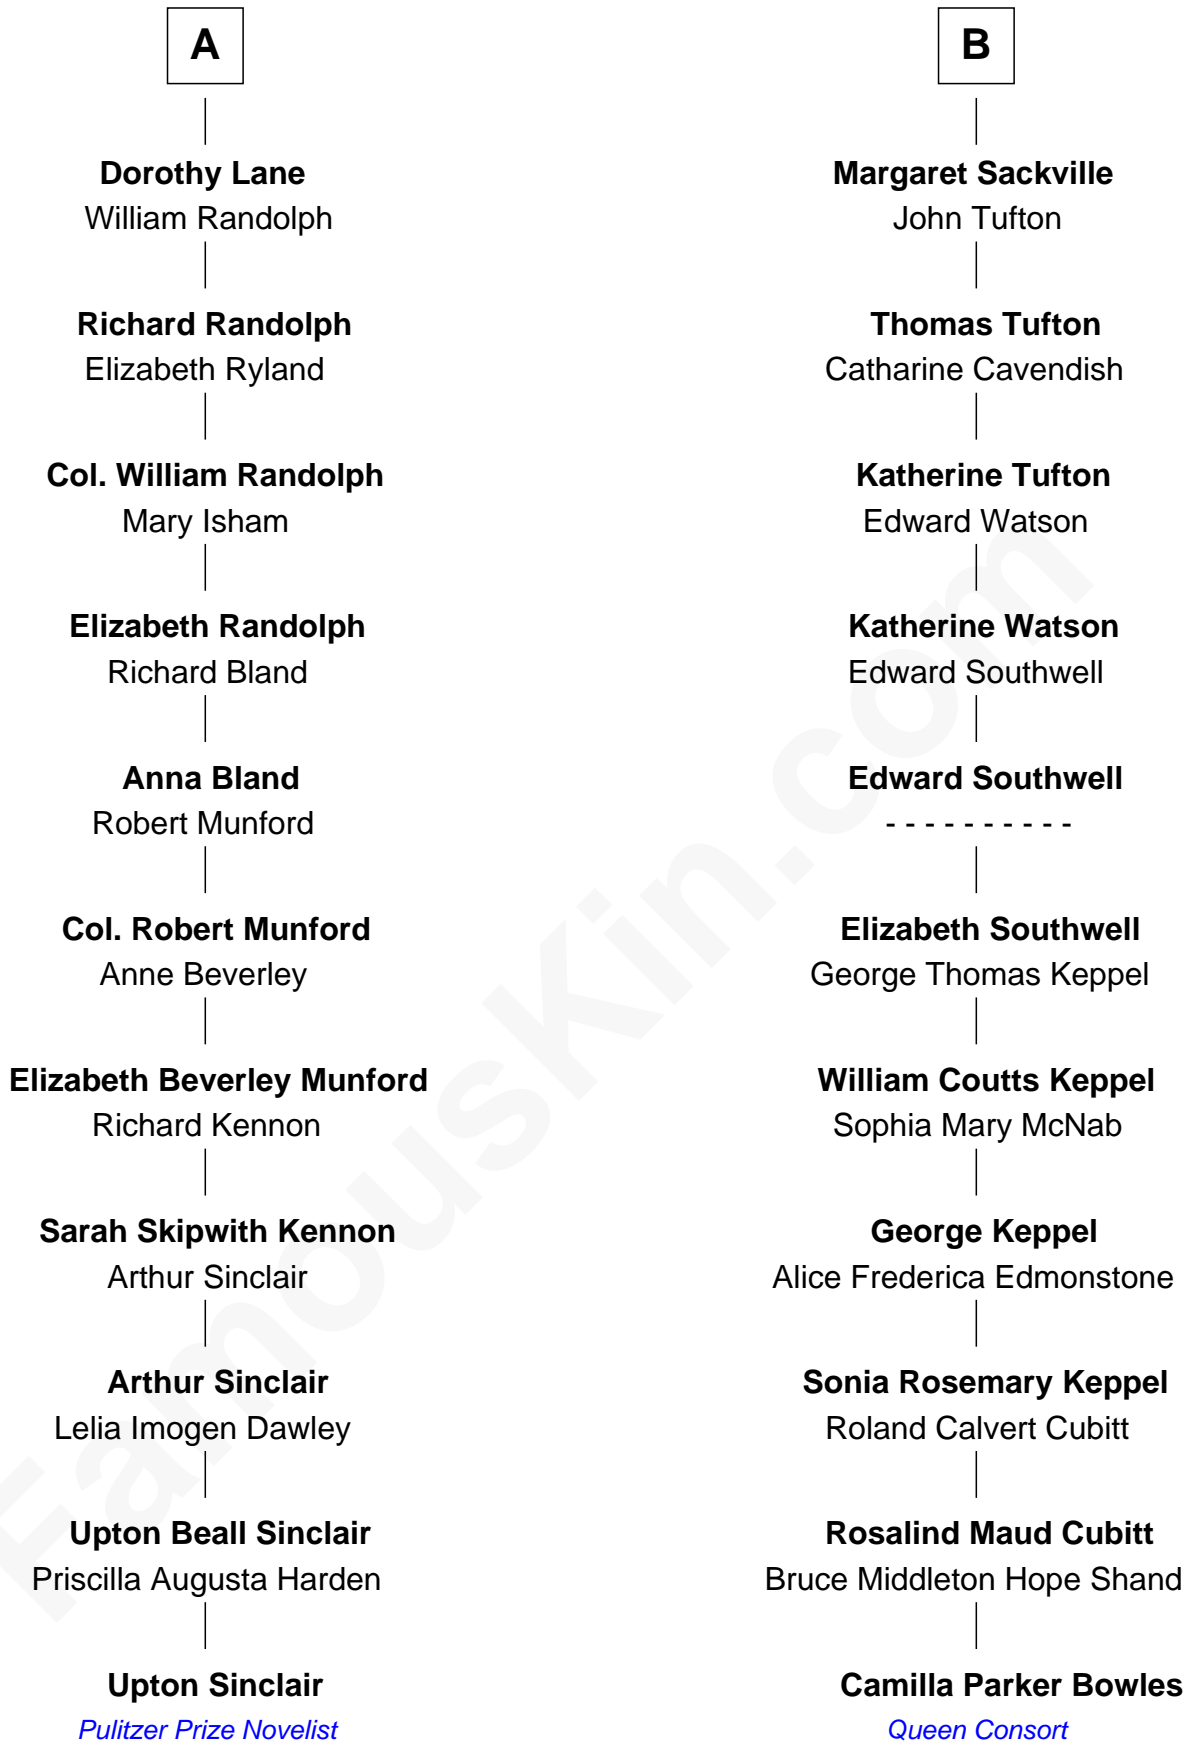 A
Dorothy Lane
William Randolph
Richard Randolph
Elizabeth Ryland
Col. William Randolph
Mary Isham
Elizabeth Randolph
Richard Bland
Anna Bland
Robert Munford
Col. Robert Munford
Anne Beverley
Elizabeth Beverley Munford
Richard Kennon
Sarah Skipwith Kennon
Arthur Sinclair
Arthur Sinclair
Lelia Imogen Dawley
Upton Beall Sinclair
Priscilla Augusta Harden
Upton Sinclair
Pulitzer Prize Novelist
B
Margaret Sackville
John Tufton
Thomas Tufton
Catharine Cavendish
Katherine Tufton
Edward Watson
Katherine Watson
Edward Southwell
Edward Southwell
- - - - - - - - - -
Elizabeth Southwell
George Thomas Keppel
William Coutts Keppel
Sophia Mary McNab
George Keppel
Alice Frederica Edmonstone
Sonia Rosemary Keppel
Roland Calvert Cubitt
Rosalind Maud Cubitt
Bruce Middleton Hope Shand
Camilla Parker Bowles
Queen Consort
FamousKin.com